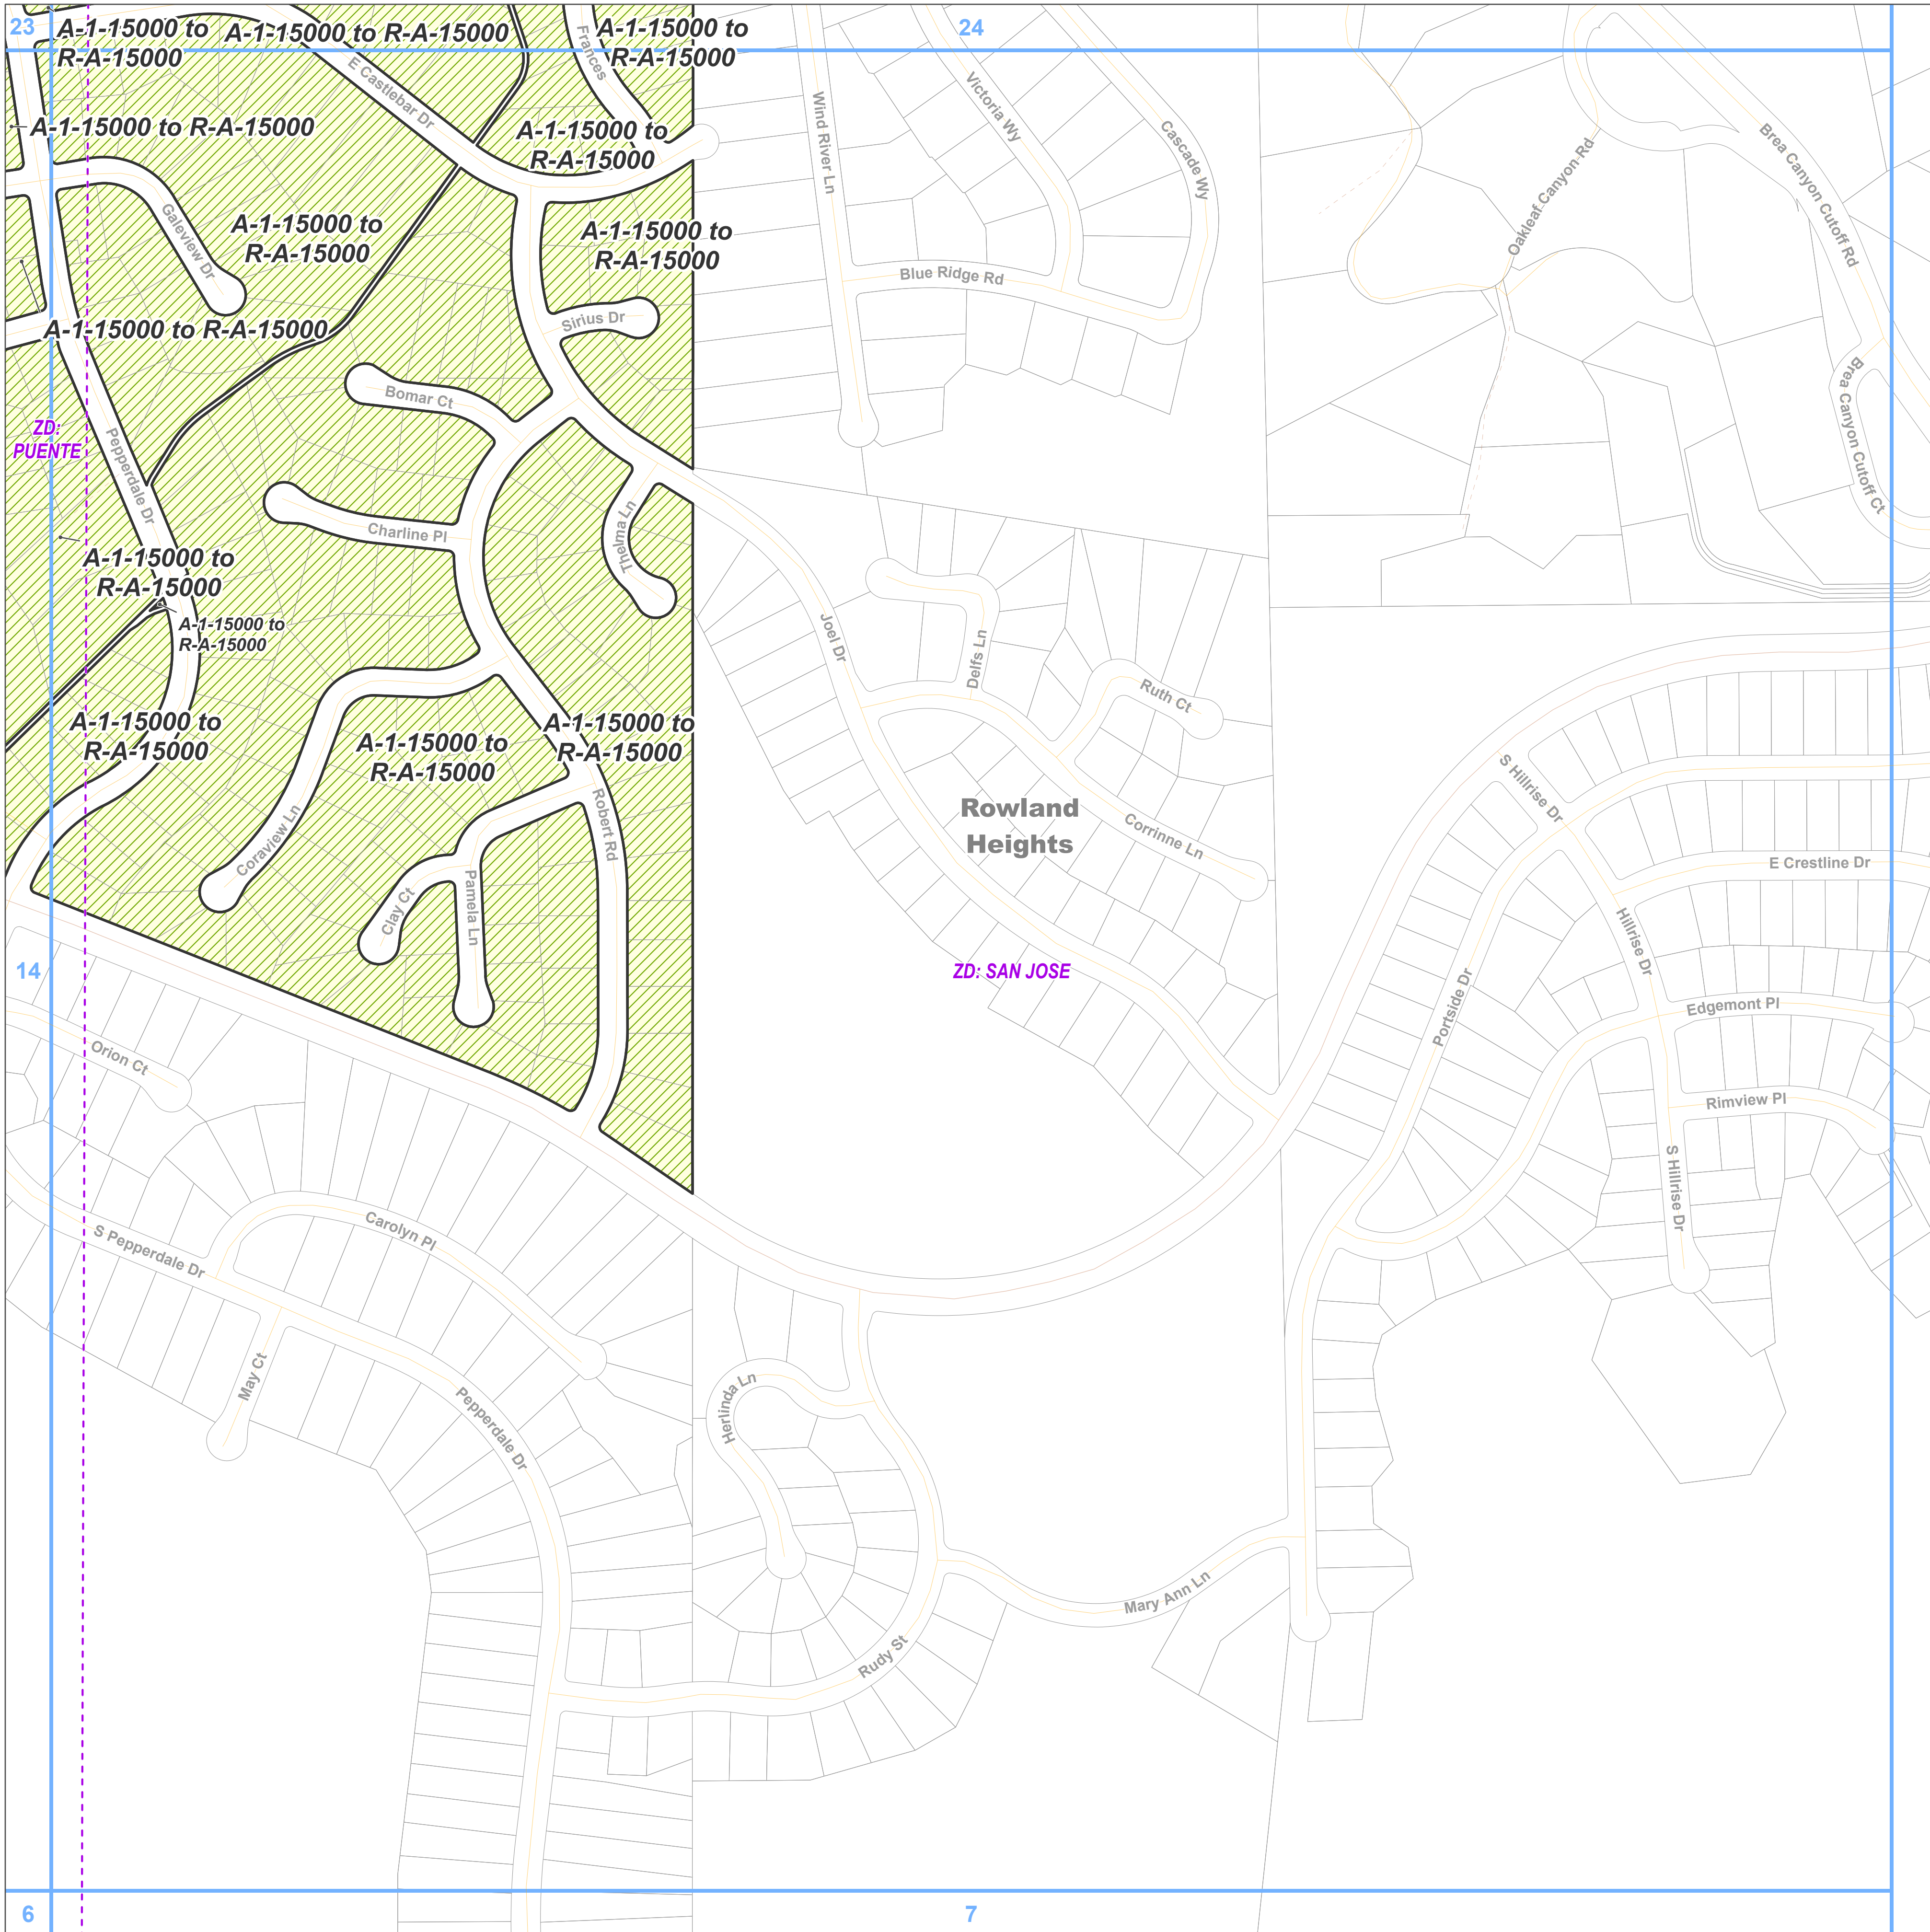 23
24
A-1-15000 to
R-A-15000
A-1-15000 to R-A-15000
A-1-15000 to
R-A-15000
Frances
E Castlebar Dr
A-1-15000 to R-A-15000
A-1-15000 to
R-A-15000
Wind River Ln
Victoria Wy
Cascade Wy
Oakleaf Canyon Rd
Brea Canyon Cutoff Rd
Galeview Dr
A-1-15000 to
R-A-15000
A-1-15000 to
R-A-15000
Blue Ridge Rd
Sirius Dr
A-1-15000 to R-A-15000
Bomar Ct
Brea Canyon Cutoff Ct
ZD:
PUENTE
Pepperdale Dr
Charline Pl
Thelma Ln
A-1-15000 to
R-A-15000
A-1-15000 to
R-A-15000
Joel Dr
Delfs Ln
Ruth Ct
A-1-15000 to
R-A-15000
A-1-15000 to
R-A-15000
A-1-15000 to
R-A-15000
S Hillrise Dr
Rowland
Heights
Coraview Ln
Robert Rd
Corrinne Ln
E Crestline Dr
Clay Ct
Pamela Ln
Hillrise Dr
14
ZD: SAN JOSE
Portside Dr
Edgemont Pl
Orion Ct
Rimview Pl
S Hillrise Dr
S Pepperdale Dr
Carolyn Pl
May Ct
Pepperdale Dr
Herlinda Ln
Mary Ann Ln
Rudy St
6
7